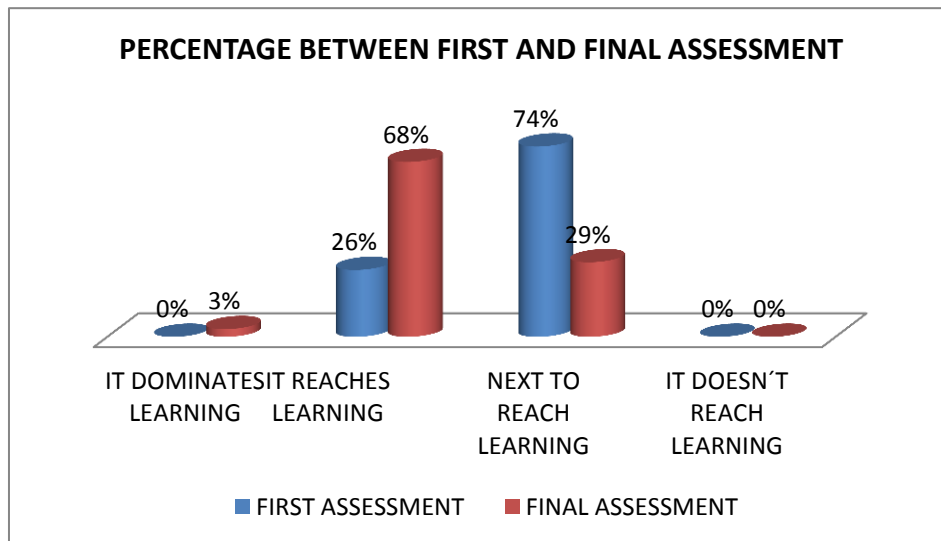 PERCENTAGE BETWEEN FIRST AND FINAL ASSESSMENT
74%
68%
26%
29%
0%
3%
0%
0%
IT DOMINATES
LEARNING
IT REACHES
LEARNING
NEXT TO
REACH
LEARNING
IT DOESN´T
REACH
LEARNING
FIRST ASSESSMENT
FINAL ASSESSMENT